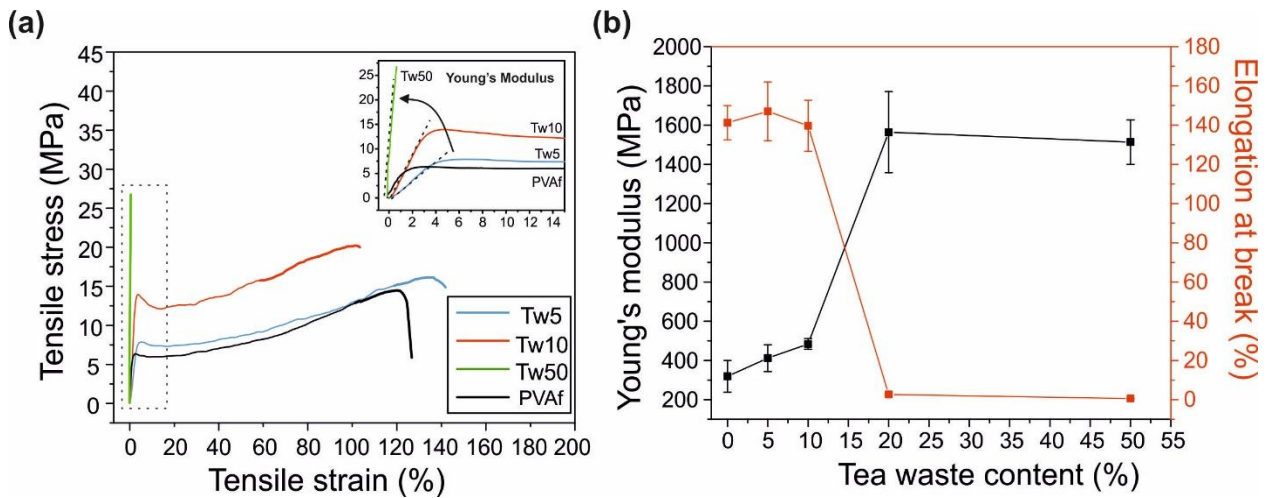 (a)
Tensile stress (MPa)
45
40
35
30
25
20
15
10
5
0
0 20 40 60 80 100 120 140 160 180 200
Tensile strain (%)
Young's Modulus
Tw50
25
20
15
10
5
0
0 2 4 6 8 10 12 14
Tw10
Tw5
PVAf
Tw5
Tw10
Tw50
PVAf
(b)
Young's modulus (MPa)
2000
1800
1600
1400
1200
1000
800
600
400
200
0 5 10 15 20 25 30 35 40 45 50 55
Tea waste content (%)
180
160
140
120
100
80
60
40
20
0
Elongation at break
(%)